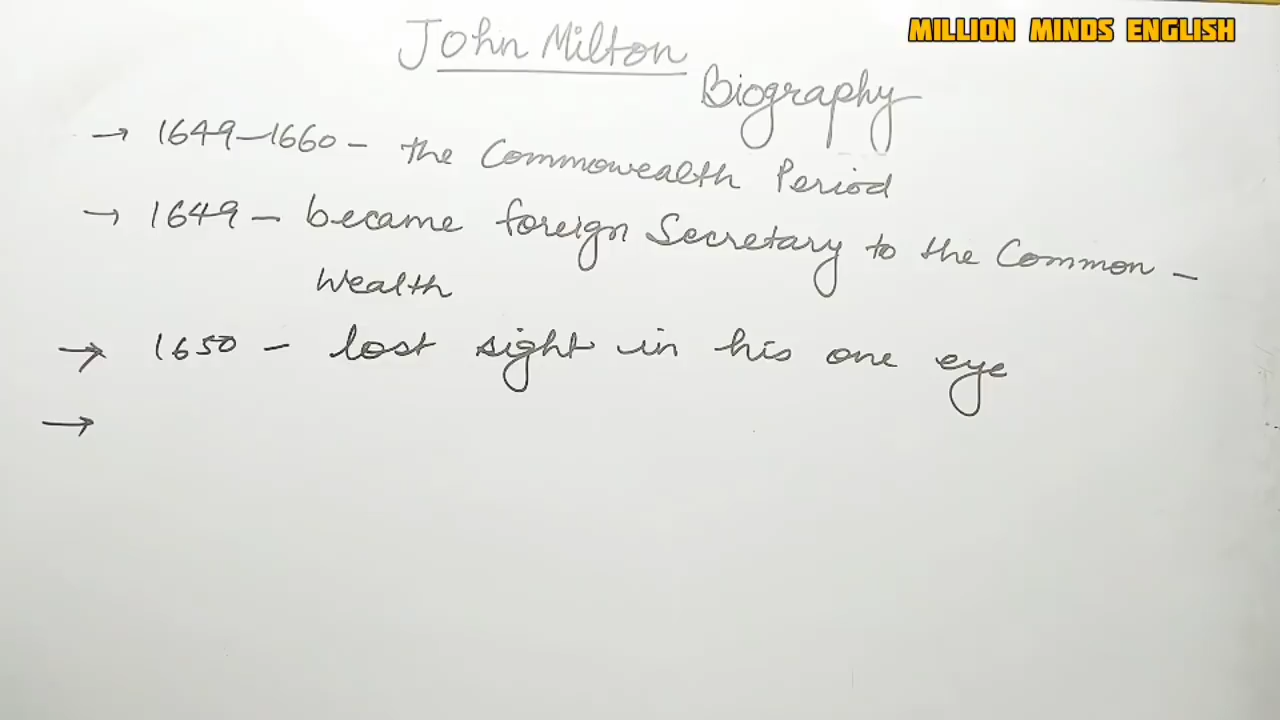 MILLION MINDS ENGLISH
John Milton
Biography
→ 1649-1660 - the Commowealth Period
→ 1649 - became foreign Secretary to the Common -
Wealth
→ 1650 - lost sight in his one eye
→